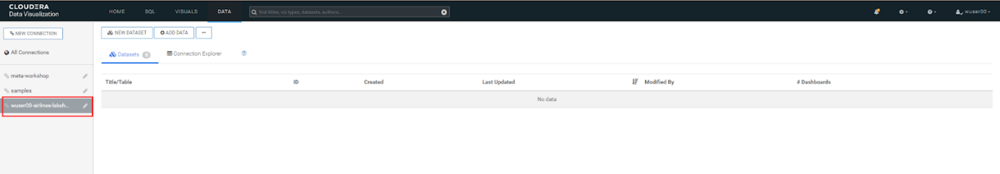 CLOUDERA
Data Visualization
HOME SQL VISUALS DATA find titles, viz types, datasets, authors... wuser00
NEW CONNECTION NEW DATASET ADD DATA ...
All Connections Datasets 0 Connection Explorer ?
meta-workshop
Title/Table ID Created Last Updated Modified By # Dashboards
samples
No data
wuser00-airlines-lakeh...